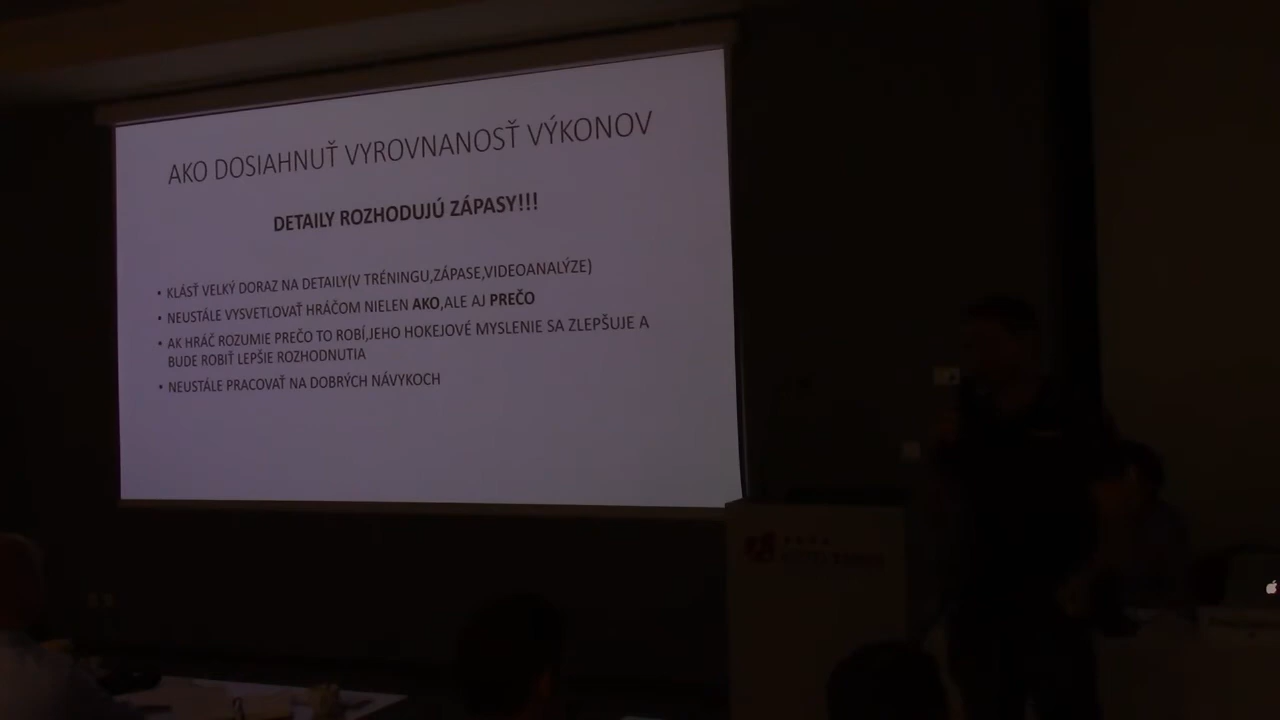 AKO DOSIAHNUŤ VYROVNANOSŤ VÝKONOV
DETAILY ROZHODUJÚ ZÁPASY!!!
• KLÁSŤ VELKÝ DORAZ NA DETAILY(V TRÉNINGU,ZÁPASE,VIDEOANALÝZE)
• NEUSTÁLE VYSVETLOVAŤ HRÁČOM NIELEN AKO,ALE AJ PREČO
• AK HRÁČ ROZUMIE PREČO TO ROBÍ,JEHO HOKEJOVÉ MYSLENIE SA ZLEPŠUJE A
BUDE ROBIŤ LEPŠIE ROZHODNUTIA
• NEUSTÁLE PRACOVAŤ NA DOBRÝCH NÁVYKOCH